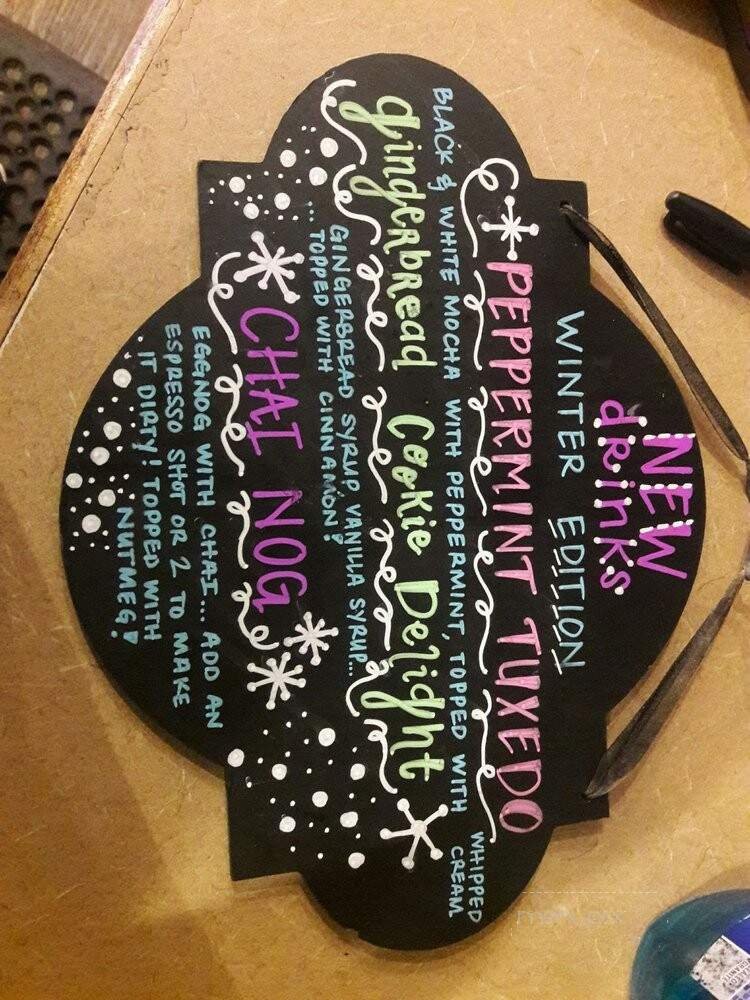 NEW
drinks
WINTER EDITION
PEPPERMINT TUXEDO
BLACK & WHITE MOCHA WITH PEPPERMINT, TOPPED WITH WHIPPED
CREAM
gingerbread Cookie Delight
GINGERBREAD SYRUP, VANILLA SYRUP...
... TOPPED WITH CINNAMON!
CHAI NOG
EGGNOG WITH CHAI... ADD AN
ESPRESSO SHOT OR 2 TO MAKE
IT DIRTY! TOPPED WITH
NUTMEG!